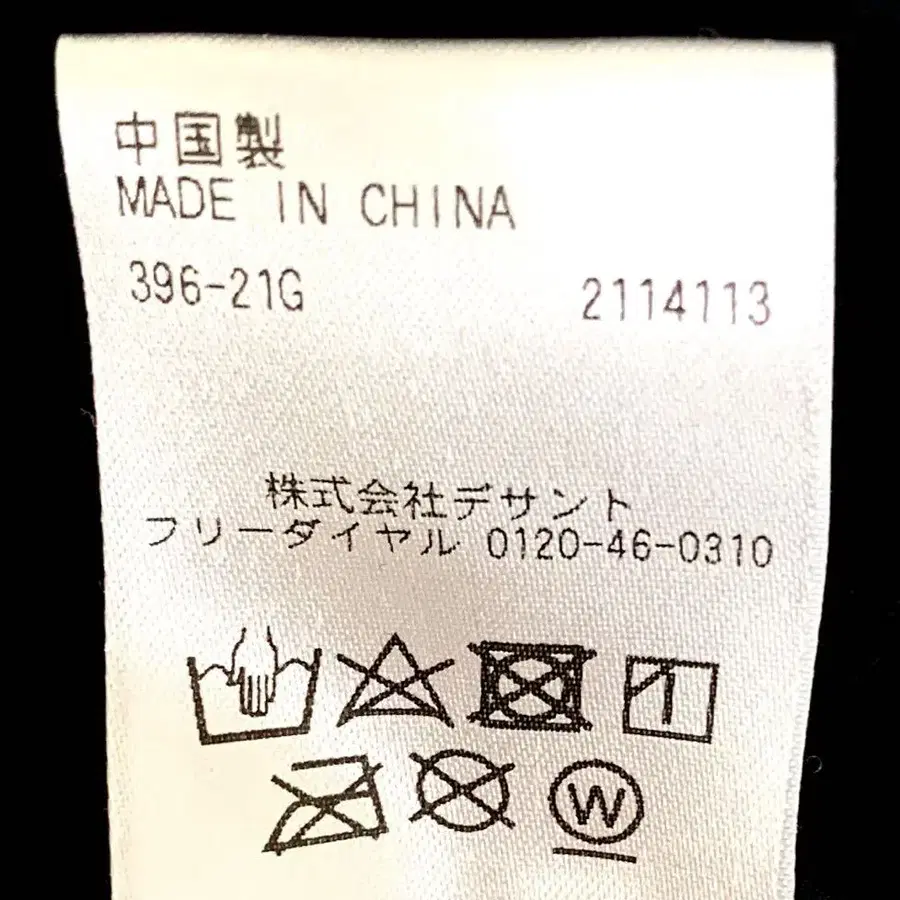 中国製
MADE IN CHINA
396-21G 2114113
株式会社デサント
フリーダイヤル 0120-46-0310
W